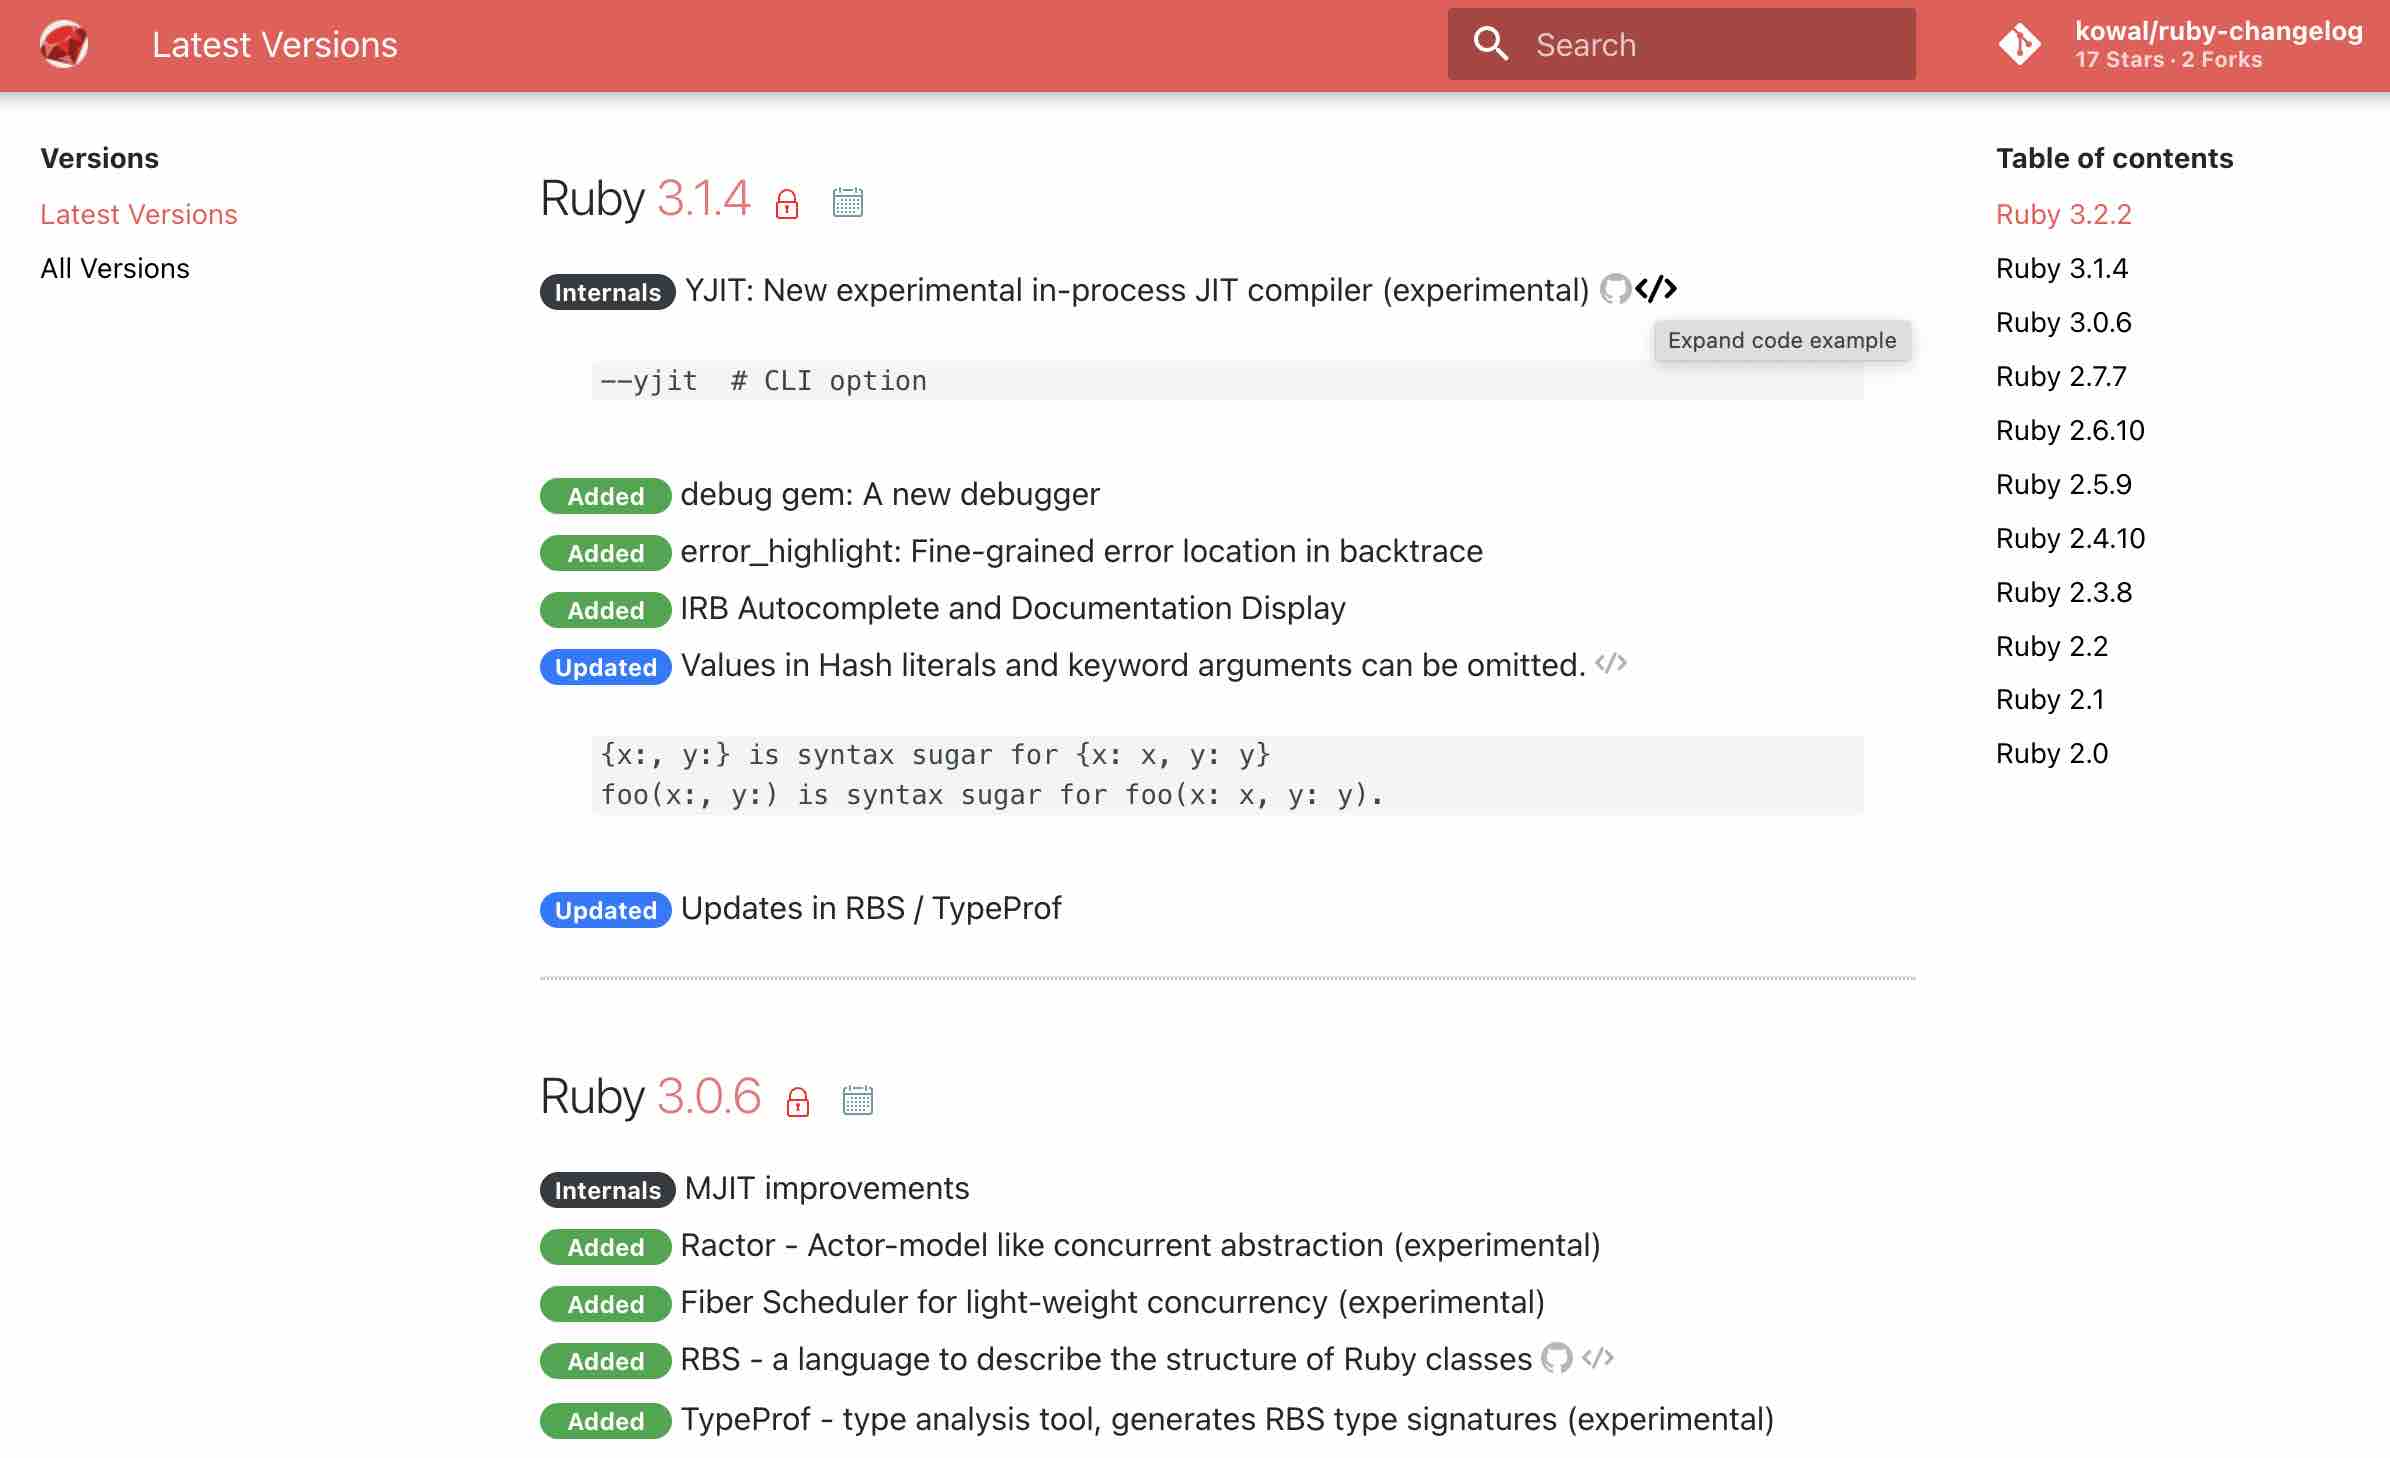 Latest Versions
Search
kowal/ruby-changelog
17 Stars · 2 Forks
Versions
Latest Versions
All Versions
Ruby 3.1.4
Internals YJIT: New experimental in-process JIT compiler (experimental) </>
Expand code example
--yjit  # CLI option
Added debug gem: A new debugger
Added error_highlight: Fine-grained error location in backtrace
Added IRB Autocomplete and Documentation Display
Updated Values in Hash literals and keyword arguments can be omitted. </>
{x:, y:} is syntax sugar for {x: x, y: y}
foo(x:, y:) is syntax sugar for foo(x: x, y: y).
Updated Updates in RBS / TypeProf
Ruby 3.0.6
Internals MJIT improvements
Added Ractor - Actor-model like concurrent abstraction (experimental)
Added Fiber Scheduler for light-weight concurrency (experimental)
Added RBS - a language to describe the structure of Ruby classes </>
Added TypeProf - type analysis tool, generates RBS type signatures (experimental)
Table of contents
Ruby 3.2.2
Ruby 3.1.4
Ruby 3.0.6
Ruby 2.7.7
Ruby 2.6.10
Ruby 2.5.9
Ruby 2.4.10
Ruby 2.3.8
Ruby 2.2
Ruby 2.1
Ruby 2.0